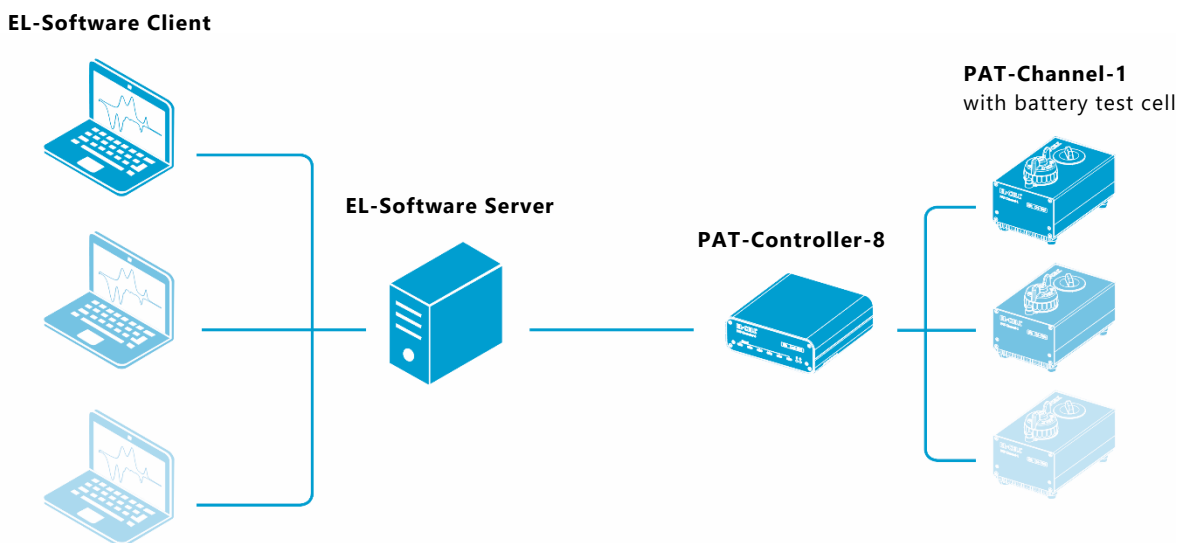 EL-Software Client
PAT-Channel-1
with battery test cell
EL-Software Server
PAT-Controller-8